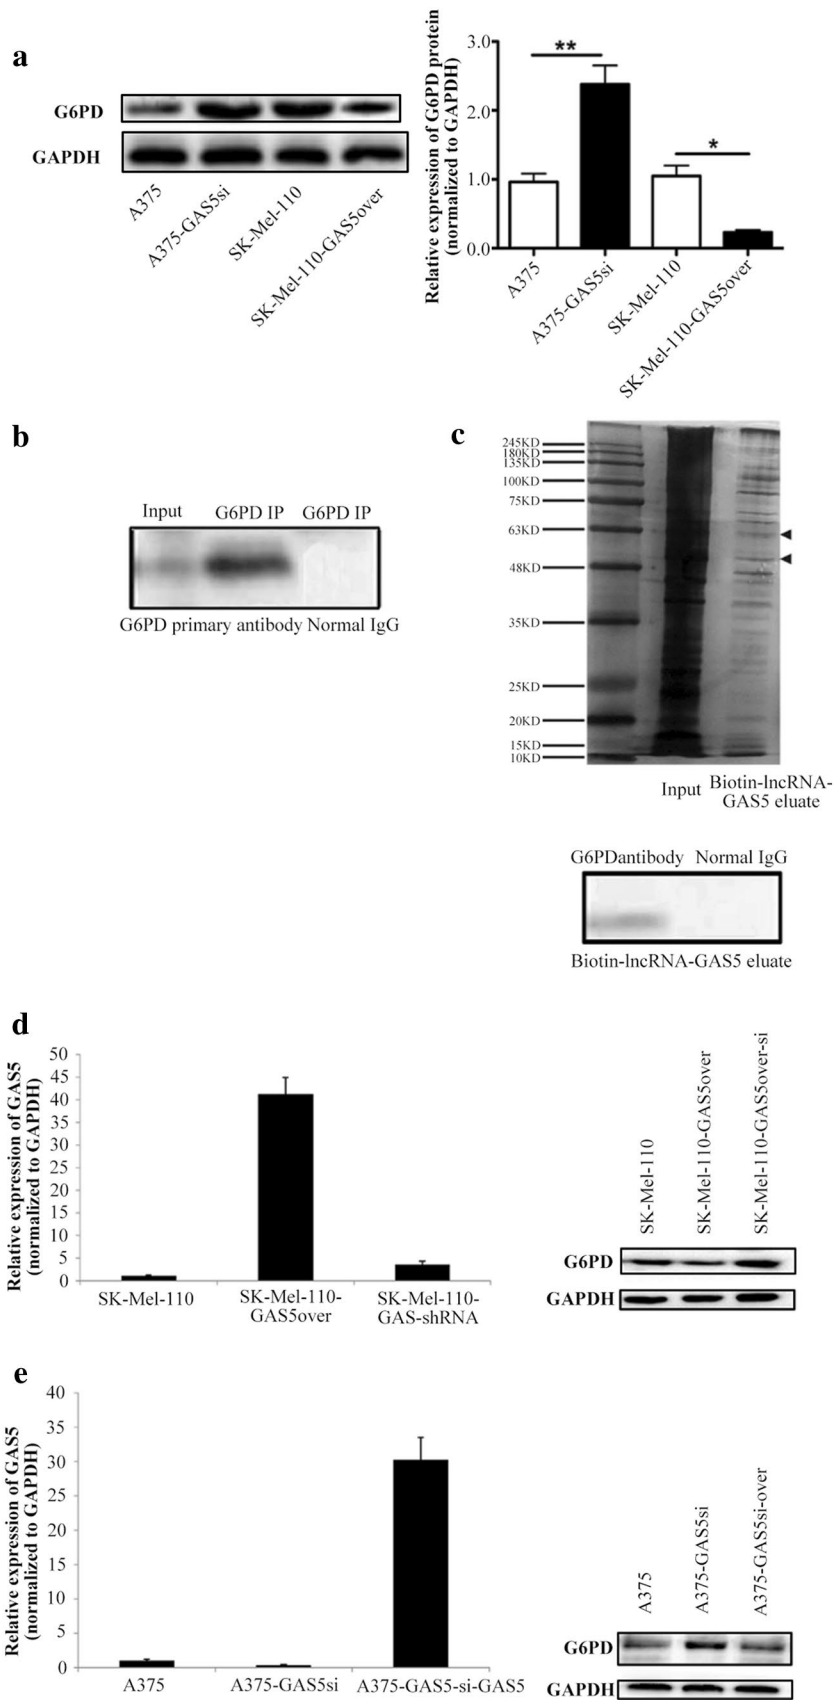 a
G6PD
GAPDH
A375
A375-GAS5si
SK-Mel-110
SK-Mel-110-GAS5over
Relative expression of G6PD protein
(normalized to GAPDH)
3.0
2.0
1.0
0.0
**
*
A375
A375-GAS5si
SK-Mel-110
SK-Mel-110-GAS5over
b
Input G6PD IP G6PD IP
G6PD primary antibody Normal IgG
c
245KD
180KD
135KD
100KD
75KD
63KD
48KD
35KD
25KD
20KD
15KD
10KD
Input
Biotin-lncRNA-
GAS5 eluate
G6PDantibody Normal IgG
Biotin-lncRNA-GAS5 eluate
d
Relative expression of GAS5
(normalized to GAPDH)
50
45
40
35
30
25
20
15
10
5
0
SK-Mel-110
SK-Mel-110-
GAS5over
SK-Mel-110-
GAS-shRNA
SK-Mel-110
SK-Mel-110-GAS5over
SK-Mel-110-GAS5over-si
G6PD
GAPDH
e
Relative expression of GAS5
(normalized to GAPDH)
40
35
30
25
20
15
10
5
0
A375
A375-GAS5si
A375-GAS5-si-GAS5
A375
A375-GAS5si
A375-GAS5si-over
G6PD
GAPDH